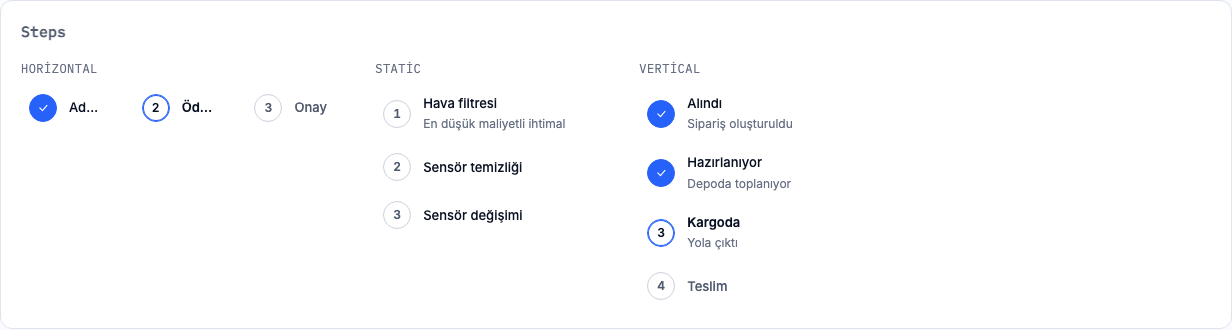 Steps
HORİZONTAL
Ad...
2
Öd...
3
Onay
STATİC
1
Hava filtresi
En düşük maliyetli ihtimal
2
Sensör temizliği
3
Sensör değişimi
VERTİCAL
Alındı
Sipariş oluşturuldu
Hazırlanıyor
Depoda toplanıyor
3
Kargoda
Yola çıktı
4
Teslim